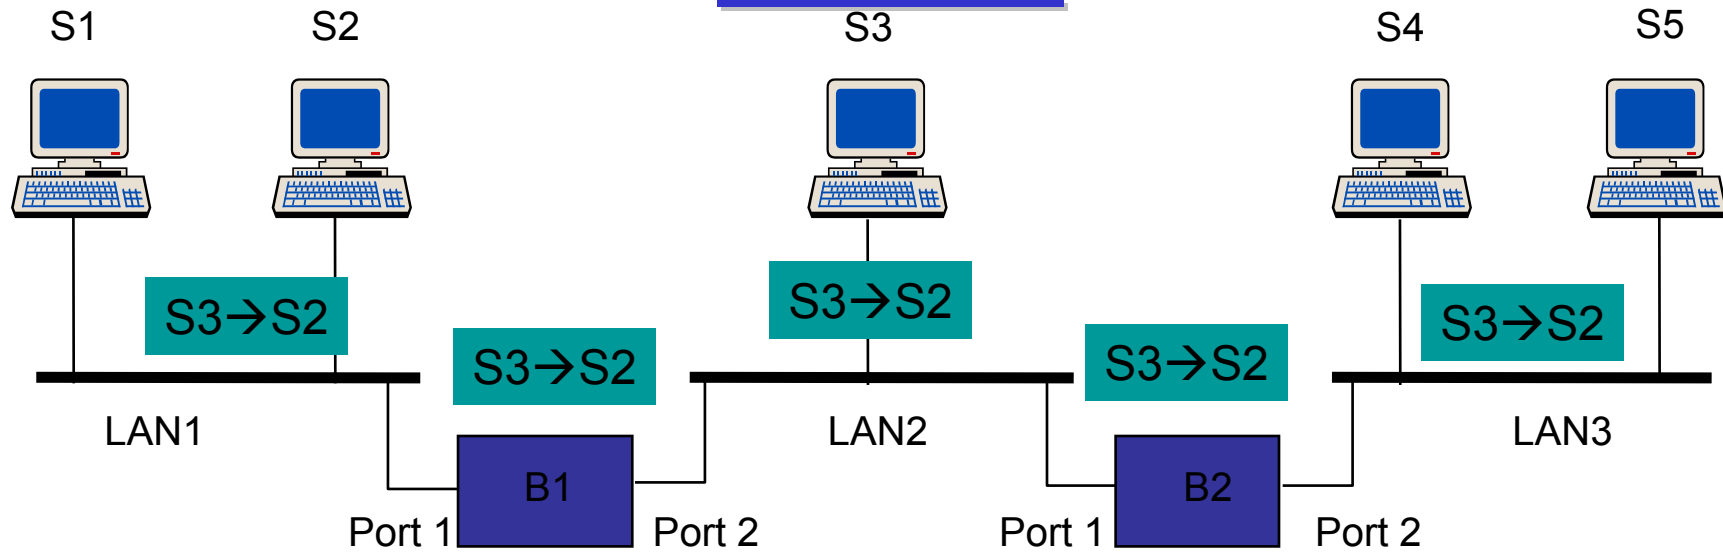 S1 S2 S3 S4 S5
S3→S2 S3→S2 S3→S2 S3→S2 S3→S2
LAN1 LAN2 LAN3
B1 B2
Port 1 Port 2 Port 1 Port 2